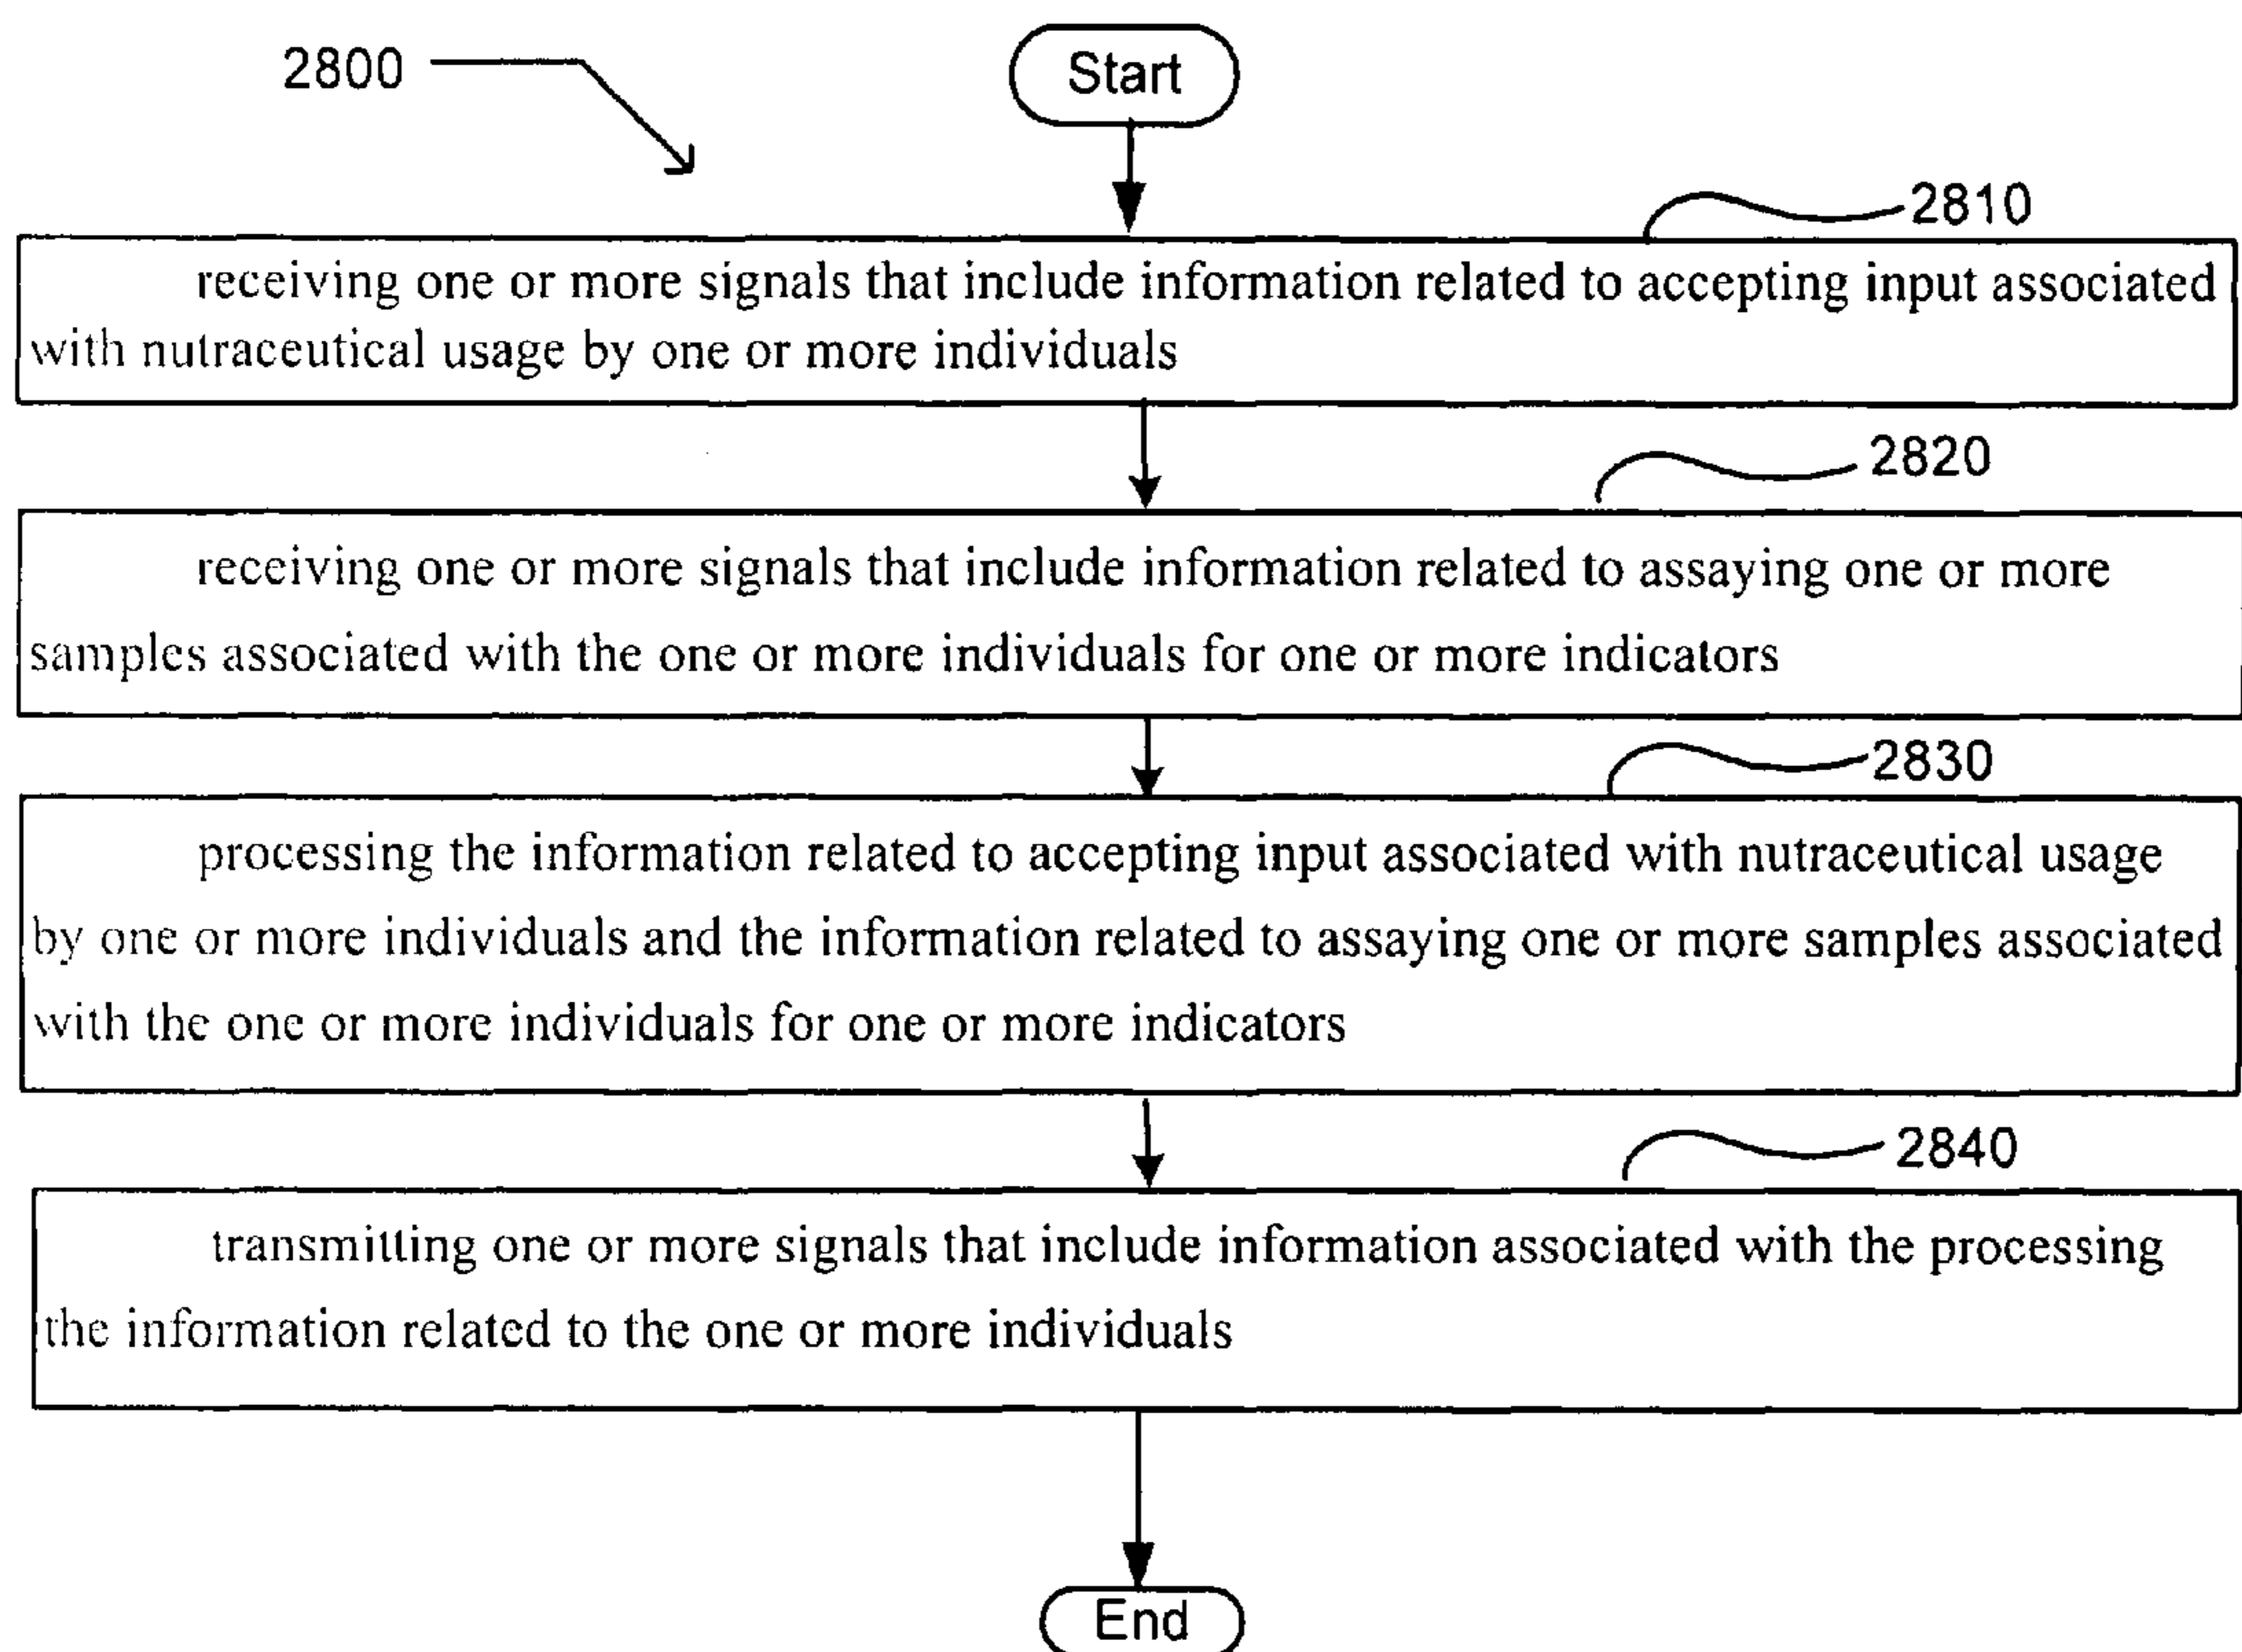 2800
Start
2810
receiving one or more signals that include information related to accepting input associated
with nutraceutical usage by one or more individuals
2820
receiving one or more signals that include information related to assaying one or more
samples associated with the one or more individuals for one or more indicators
2830
processing the information related to accepting input associated with nutraceutical usage
by one or more individuals and the information related to assaying one or more samples associated
with the one or more individuals for one or more indicators
2840
transmitting one or more signals that include information associated with the processing
the information related to the one or more individuals
End